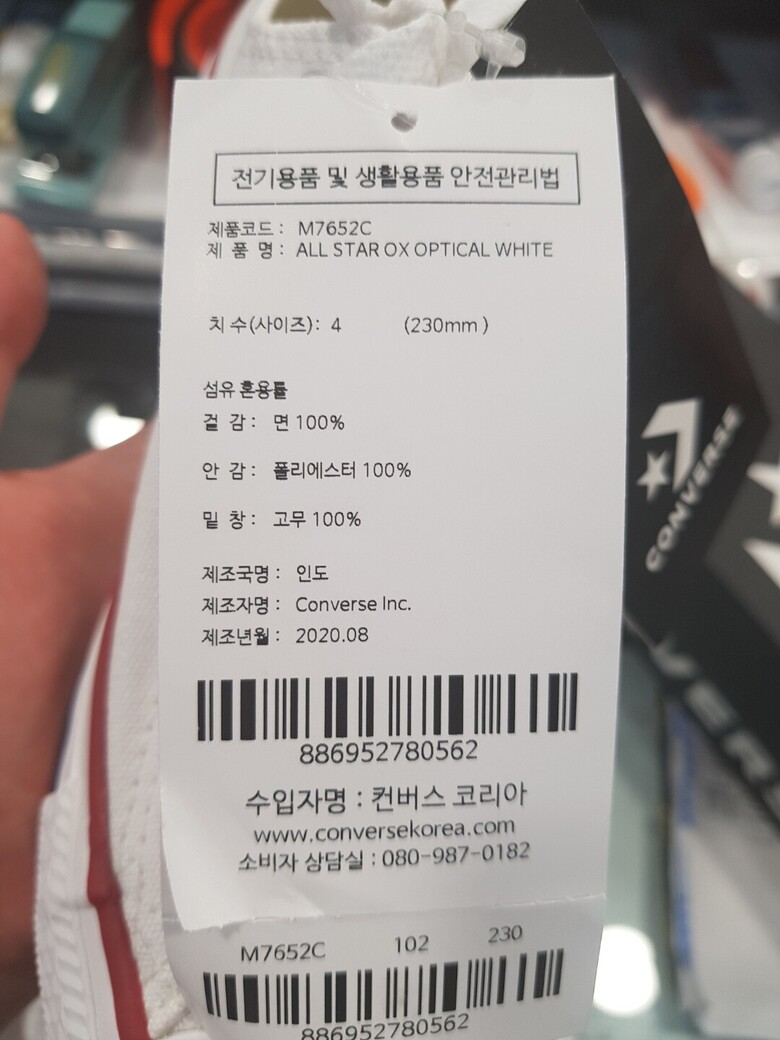 전기용품 및 생활용품 안전관리법
제품코드 : M7652C
제 품 명 : ALL STAR OX OPTICAL WHITE
치 수(사이즈) : 4 (230mm )
섬유 혼용률
겉 감 : 면 100%
안 감 : 폴리에스터 100%
밑 창 : 고무 100%
제조국명 : 인도
제조자명 : Converse Inc.
제조년월 : 2020.08
886952780562
수입자명 : 컨버스 코리아
www.conversekorea.com
소비자 상담실 : 080-987-0182
M7652C 102 230
886952780562
CONVERSE